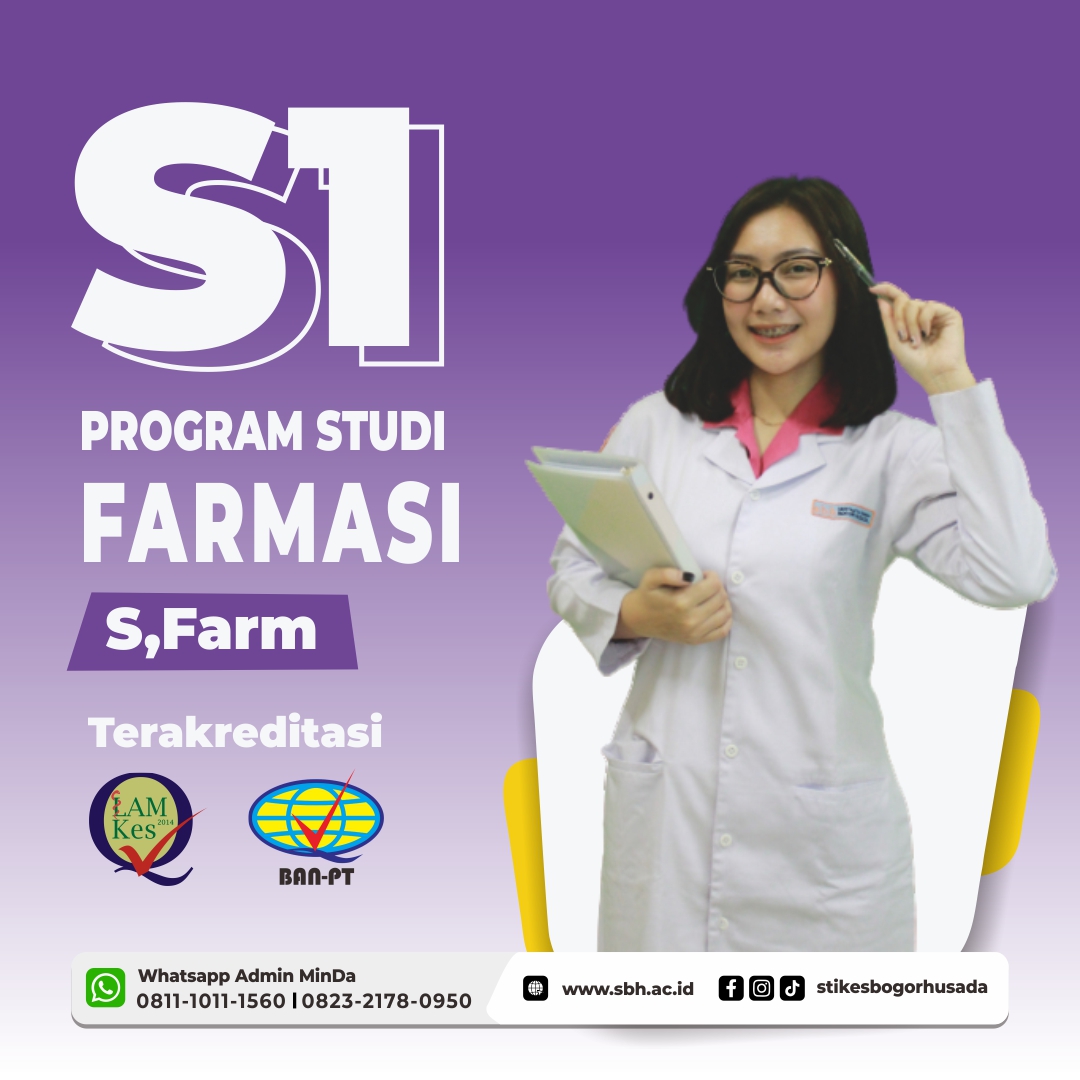 S1
PROGRAM STUDI
FARMASI
S,Farm
Terakreditasi
LAM
Kes 2014
BAN-PT
Whatsapp Admin MinDa
0811-1011-1560 | 0823-2178-0950
www.sbh.ac.id
stikesbogorhusada